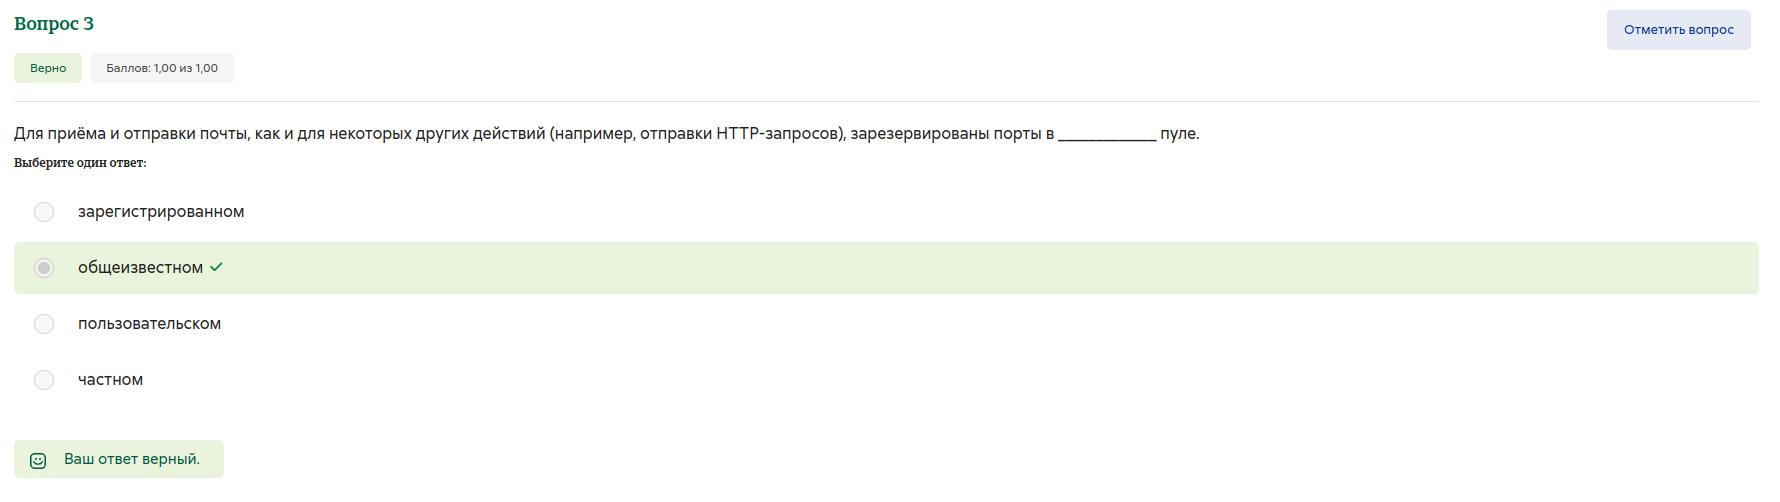 Вопрос 3
Отметить вопрос
Верно
Баллов: 1,00 из 1,00
Для приёма и отправки почты, как и для некоторых других действий (например, отправки HTTP-запросов), зарезервированы порты в _____________ пуле.
Выберите один ответ:
зарегистрированном
общеизвестном
пользовательском
частном
Ваш ответ верный.